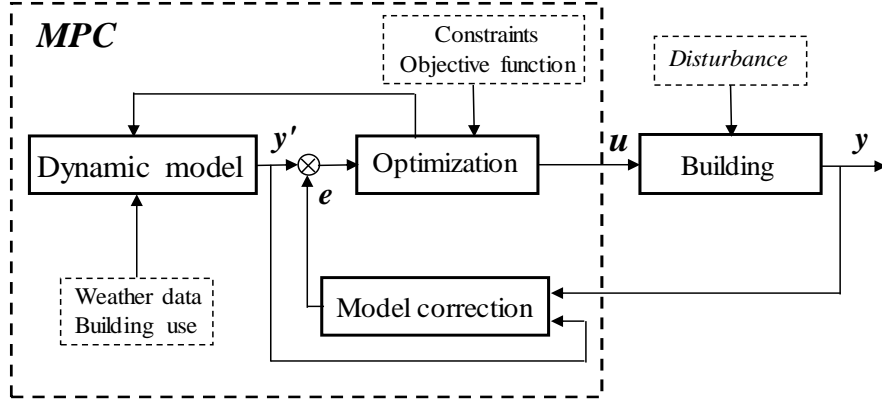 MPC
Constraints
Objective function
Disturbance
Dynamic model
y'
e
Optimization
u
Building
y
Weather data
Building use
Model correction